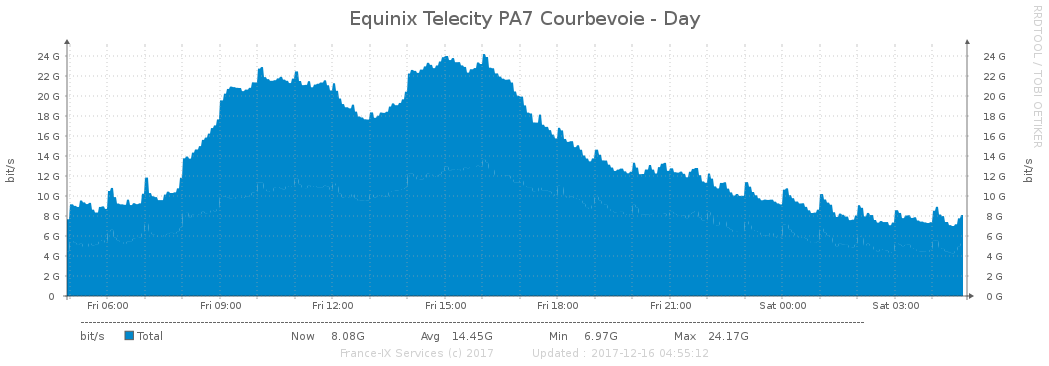 Equinix Telecity PA7 Courbevoie - Day
RRDTOOL / TOBI OETIKER
bit/s
24 G
22 G
20 G
18 G
16 G
14 G
12 G
10 G
8 G
6 G
4 G
2 G
0
24 G
22 G
20 G
18 G
16 G
14 G
12 G
10 G
8 G
6 G
4 G
2 G
0 G
bit/s
Fri 06:00 Fri 09:00 Fri 12:00 Fri 15:00 Fri 18:00 Fri 21:00 Sat 00:00 Sat 03:00
bit/s Total Now 8.08G Avg 14.45G Min 6.97G Max 24.17G
France-IX Services (c) 2017 Updated : 2017-12-16 04:55:12